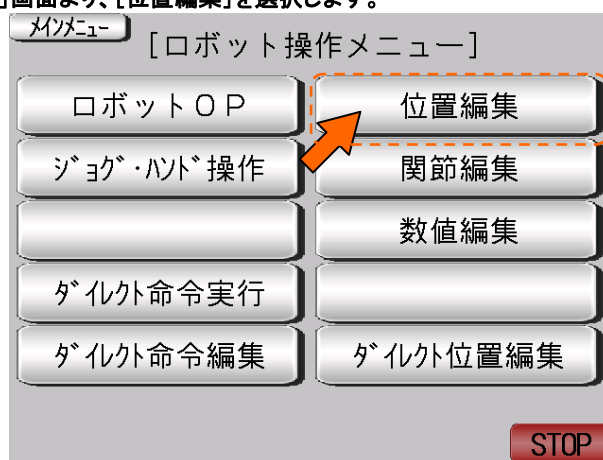 ］画面より、［位置編集］を選択します。
ﾒｲﾝﾒﾆｭｰ
［ロボット操作メニュー］
ロボットＯＰ
位置編集
ｼﾞｮｸﾞ・ﾊﾝﾄﾞ操作
関節編集
数値編集
ﾀﾞｲﾚｸﾄ命令実行
ﾀﾞｲﾚｸﾄ命令編集
ﾀﾞｲﾚｸﾄ位置編集
STOP